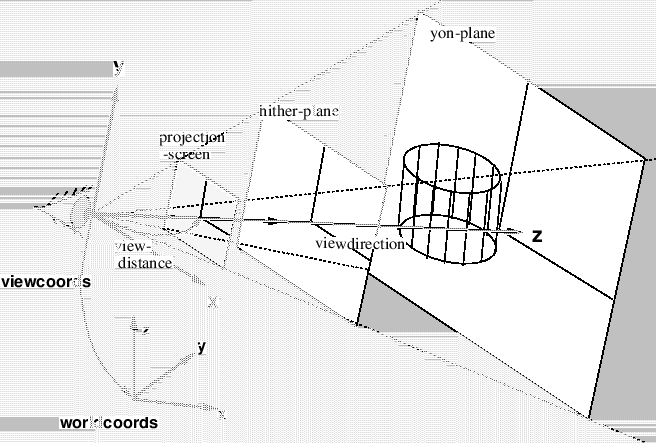 yon-plane
y
hither-plane
projection
-screen
z
viewdirection
view-
distance
viewcoords
x
y
x
worldcoords